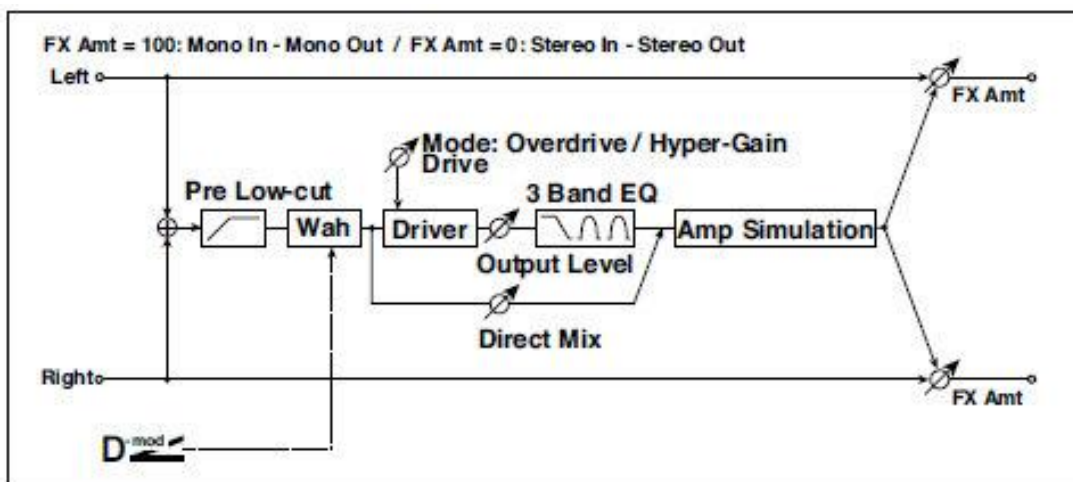 FX Amt = 100: Mono In - Mono Out / FX Amt = 0: Stereo In - Stereo Out
Left
FX Amt
Mode: Overdrive / Hyper-Gain
Drive
Pre Low-cut
3 Band EQ
Wah
Driver
Amp Simulation
Output Level
Direct Mix
Right
FX Amt
D-mod